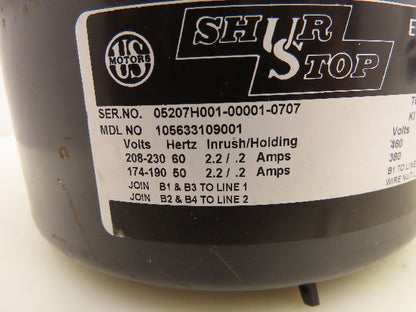 US
MOTORS
SHUR
STOP
E
SER.NO. 05207H001-00001-0707
MDL NO 105633109001
Volts Hertz Inrush/Holding
208-230 60 2.2 / .2 Amps
174-190 50 2.2 / .2 Amps
JOIN B1 & B3 TO LINE 1
JOIN B2 & B4 TO LINE 2
Volts
460
380
B1 TO LINE
WIRE NUT